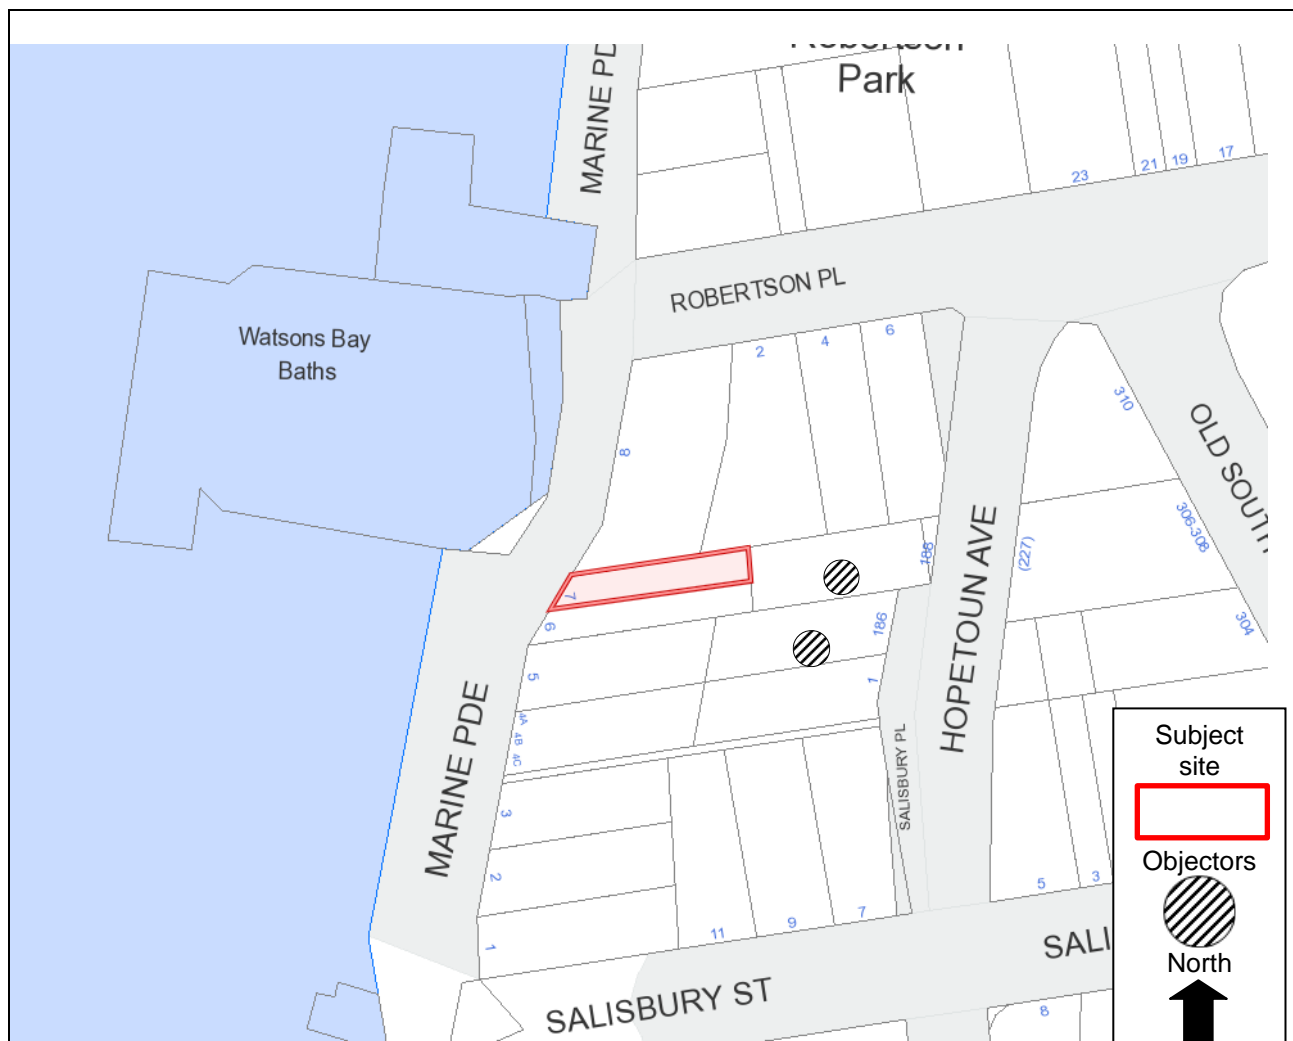 Robertson
Park
MARINE PD
23
21
19
17
ROBERTSON PL
Watsons Bay
Baths
2
4
6
8
310
OLD SOUTH
306-308
304
188
(227)
HOPETOUN AVE
7
6
186
5
1
4A
4B
4C
MARINE PDE
SALISBURY PL
3
2
1
11
9
7
5
3
SALI
SALISBURY ST
8
Subject
site
Objectors
North